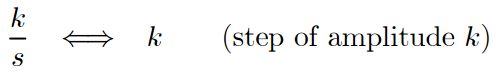 k/s ⟺ k (step of amplitude k)